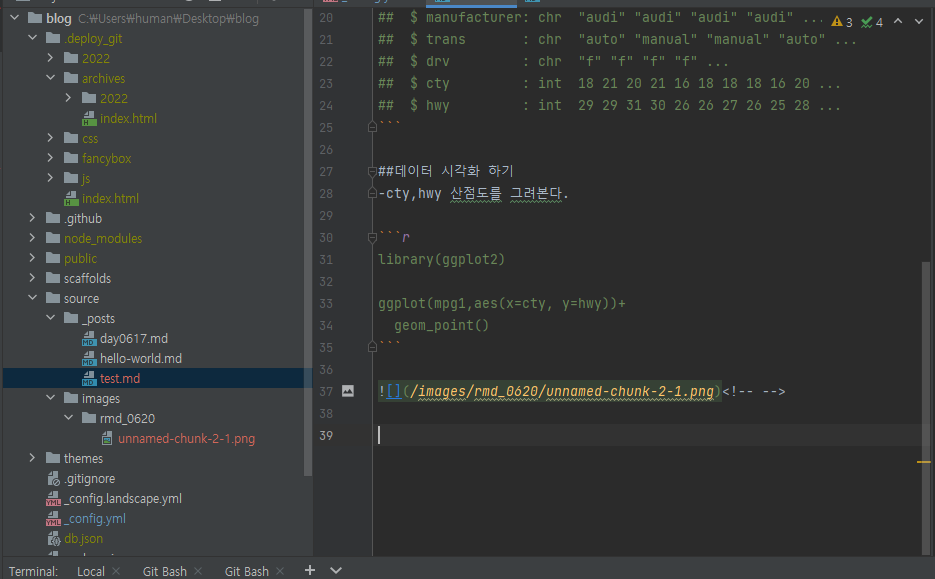 blog C:￦Users￦human￦Desktop￦blog
.deploy_git
2022
archives
2022
index.html
css
fancybox
js
index.html
.github
node_modules
public
scaffolds
source
_posts
day0617.md
hello-world.md
test.md
images
rmd_0620
unnamed-chunk-2-1.png
themes
.gitignore
_config.landscape.yml
_config.yml
db.json
20 ##  $ manufacturer: chr  "audi" "audi" "audi" "audi" ...
3 4
21 ##  $ trans       : chr  "auto" "manual" "manual" "auto" ...
22 ##  $ drv         : chr  "f" "f" "f" "f" ...
23 ##  $ cty         : int  18 21 20 21 16 18 18 18 16 20 ...
24 ##  $ hwy         : int  29 29 31 30 26 26 27 26 25 28 ...
25 ```
26
27 ##데이터 시각화 하기
28 -cty,hwy 산점도를 그려본다.
29
30 ```r
31 library(ggplot2)
32
33 ggplot(mpg1,aes(x=cty, y=hwy))+
34   geom_point()
35 ```
36
37 ![](/images/rmd_0620/unnamed-chunk-2-1.png)<!-- -->
38
39
Terminal: Local × Git Bash × Git Bash × +